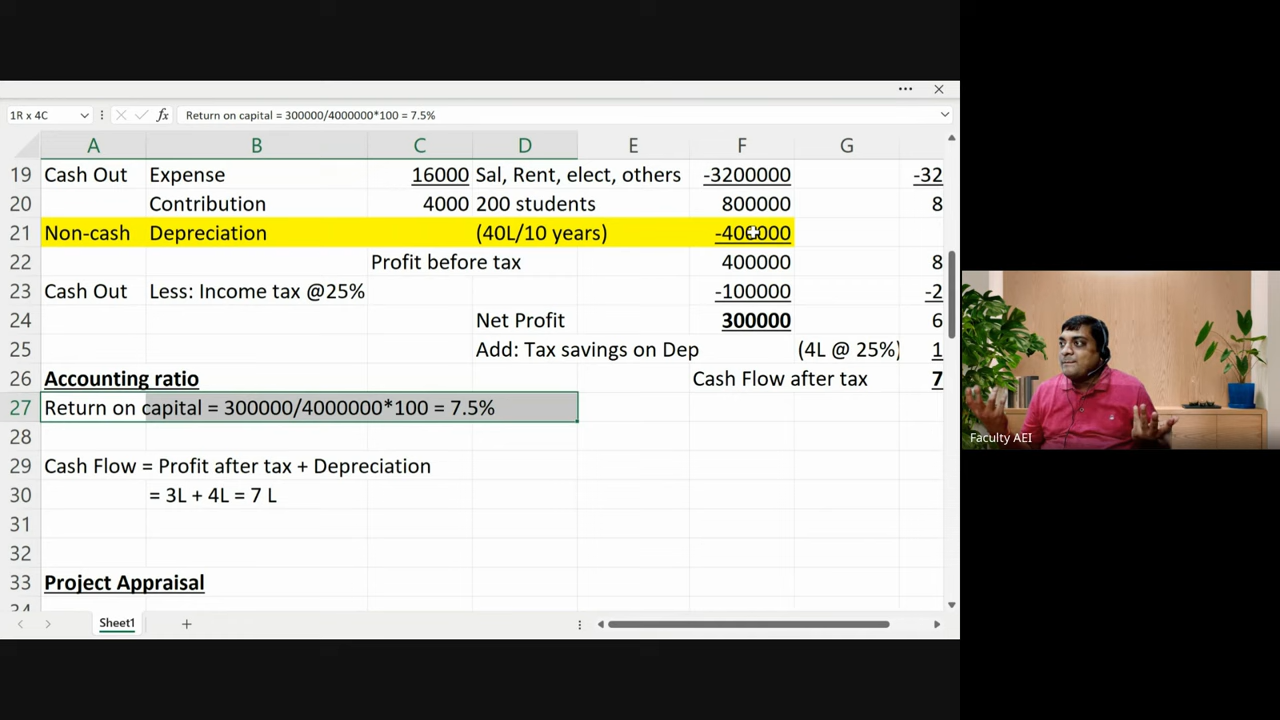 1R x 4C fx Return on capital = 300000/4000000*100 = 7.5%
A B C D E F G
19 Cash Out Expense 16000 Sal, Rent, elect, others -3200000 -32
20 Contribution 4000 200 students 800000 8
21 Non-cash Depreciation (40L/10 years) -400000
22 Profit before tax 400000 8
23 Cash Out Less: Income tax @25% -100000 -2
24 Net Profit 300000 6
25 Add: Tax savings on Dep (4L @ 25%) 1
26 Accounting ratio Cash Flow after tax 7
27 Return on capital = 300000/4000000*100 = 7.5%
28
29 Cash Flow = Profit after tax + Depreciation
30 = 3L + 4L = 7 L
31
32
33 Project Appraisal
Sheet1
Faculty AEI